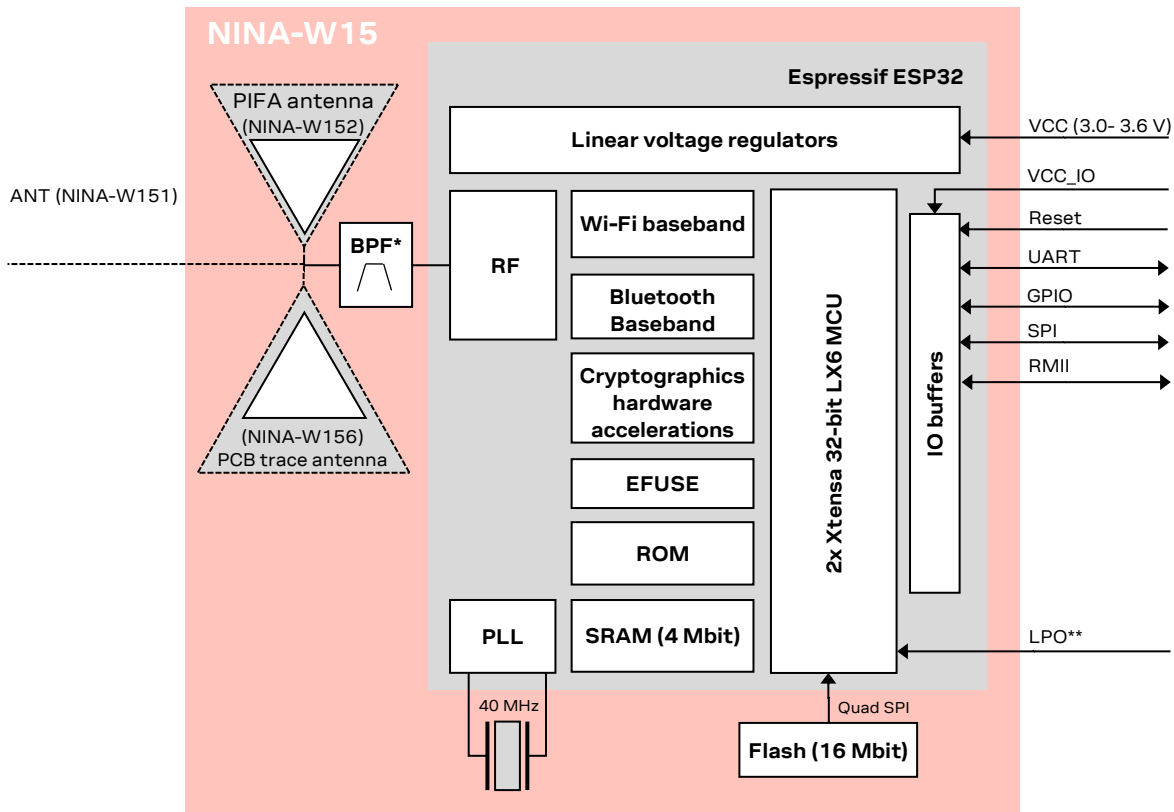 NINA-W15
Espressif ESP32
PIFA antenna
(NINA-W152)
Linear voltage regulators
VCC (3.0- 3.6 V)
ANT (NINA-W151)
VCC_IO
Reset
UART
GPIO
SPI
RMII
BPF*
RF
Wi-Fi baseband
Bluetooth
Baseband
Cryptographics
hardware
accelerations
EFUSE
ROM
SRAM (4 Mbit)
2x Xtensa 32-bit LX6 MCU
IO buffers
(NINA-W156)
PCB trace antenna
PLL
LPO**
40 MHz
Quad SPI
Flash (16 Mbit)